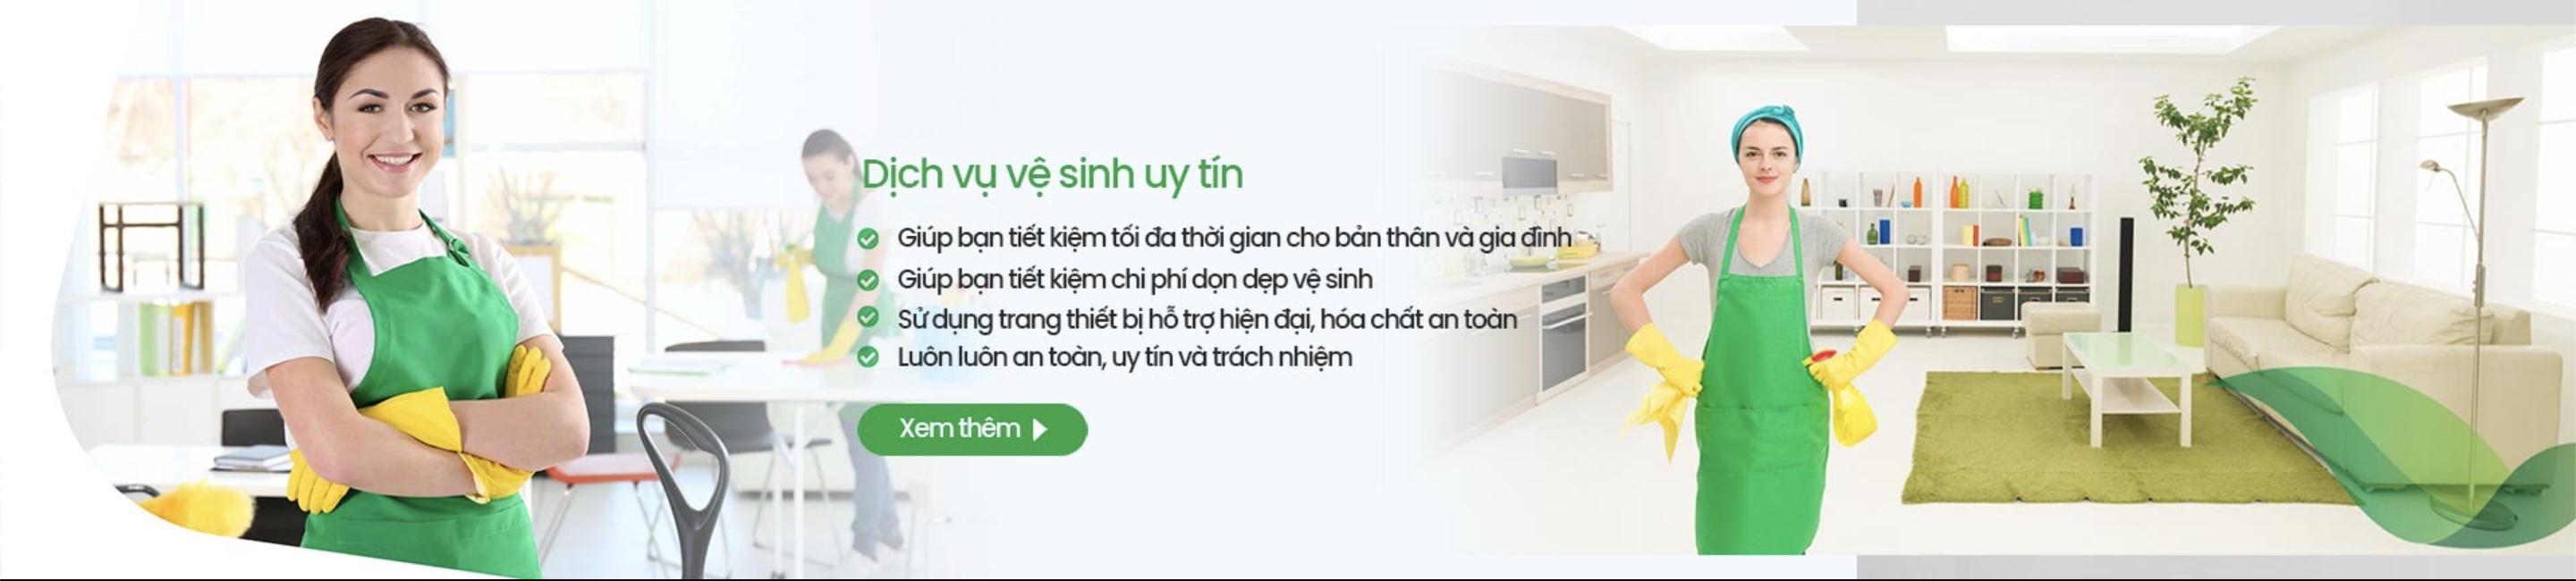 Dịch vụ vệ sinh uy tín
Giúp bạn tiết kiệm tối đa thời gian cho bản thân và gia đình
Giúp bạn tiết kiệm chi phí dọn dẹp vệ sinh
Sử dụng trang thiết bị hỗ trợ hiện đại, hóa chất an toàn
Luôn luôn an toàn, uy tín và trách nhiệm
Xem thêm